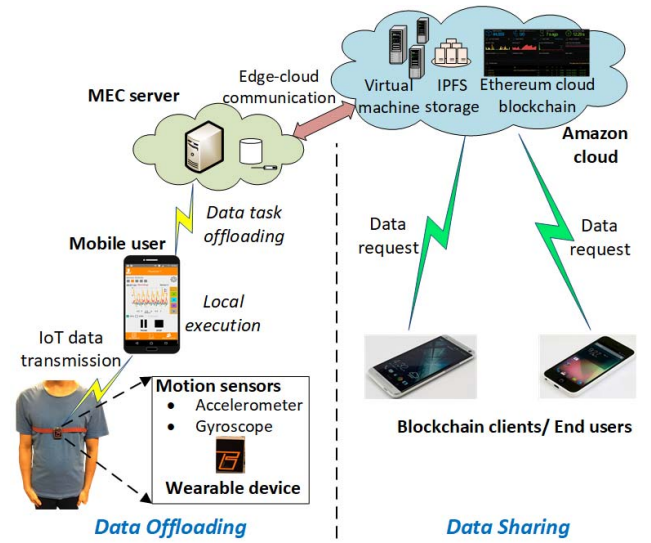 Edge-cloud
communication
MEC server
Virtual
machine
IPFS
storage
Ethereum cloud
blockchain
Amazon
cloud
Data task
offloading
Mobile user
Local
execution
Data
request
Data
request
IoT data
transmission
Motion sensors
• Accelerometer
• Gyroscope
Wearable device
Blockchain clients/ End users
Data Offloading
Data Sharing